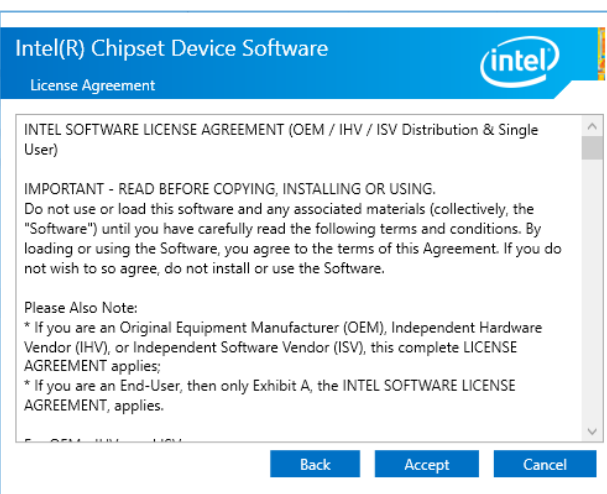 Intel(R) Chipset Device Software
intel
License Agreement
INTEL SOFTWARE LICENSE AGREEMENT (OEM / IHV / ISV Distribution & Single
User)
IMPORTANT - READ BEFORE COPYING, INSTALLING OR USING.
Do not use or load this software and any associated materials (collectively, the
"Software") until you have carefully read the following terms and conditions. By
loading or using the Software, you agree to the terms of this Agreement. If you do
not wish to so agree, do not install or use the Software.
Please Also Note:
* If you are an Original Equipment Manufacturer (OEM), Independent Hardware
Vendor (IHV), or Independent Software Vendor (ISV), this complete LICENSE
AGREEMENT applies;
* If you are an End-User, then only Exhibit A, the INTEL SOFTWARE LICENSE
AGREEMENT, applies.
Back Accept Cancel